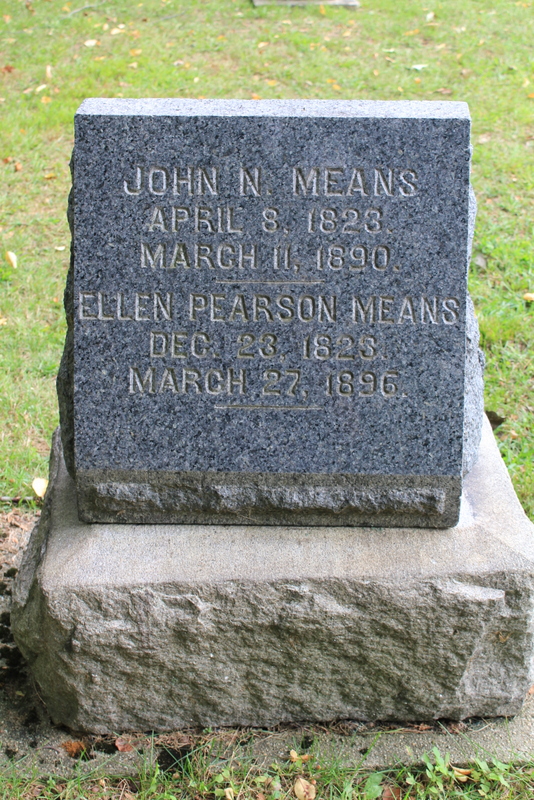 JOHN N. MEANS
APRIL 8, 1823.
MARCH 11, 1890.
ELLEN PEARSON MEANS
DEC. 23, 1823.
MARCH 27, 1896.